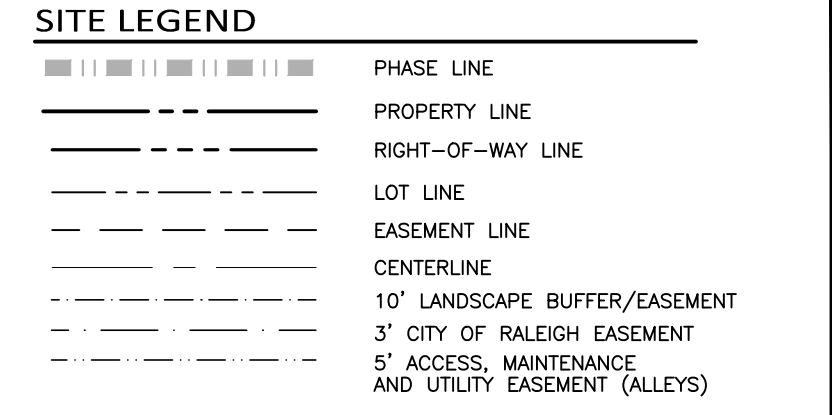 SITE LEGEND
PHASE LINE
PROPERTY LINE
RIGHT-OF-WAY LINE
LOT LINE
EASEMENT LINE
CENTERLINE
10' LANDSCAPE BUFFER/EASEMENT
3' CITY OF RALEIGH EASEMENT
5' ACCESS, MAINTENANCE
AND UTILITY EASEMENT (ALLEYS)